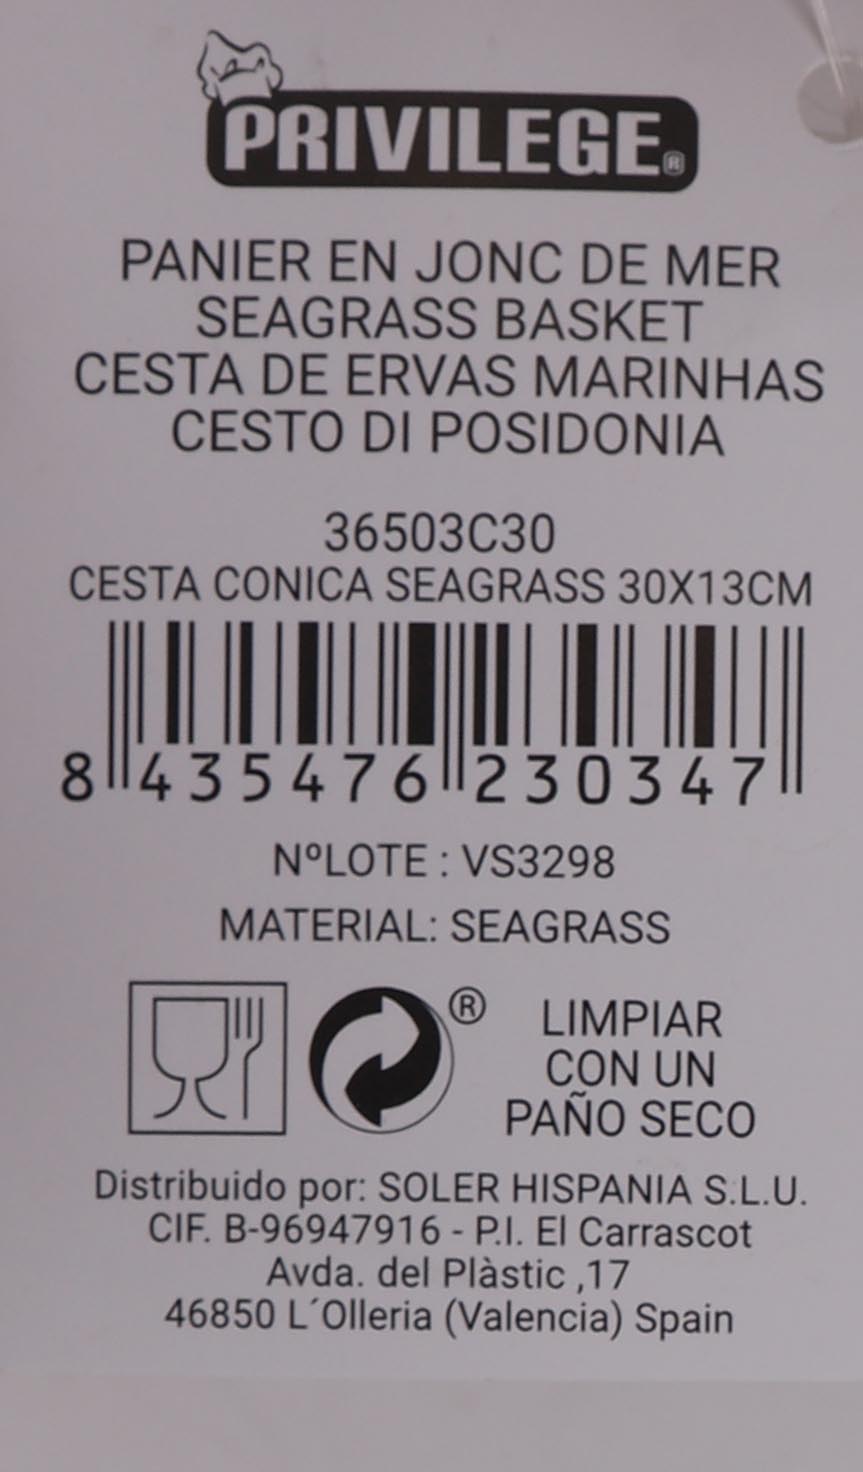 PRIVILEGE®
PANIER EN JONC DE MER
SEAGRASS BASKET
CESTA DE ERVAS MARINHAS
CESTO DI POSIDONIA
36503C30
CESTA CONICA SEAGRASS 30X13CM
8 435476 230347
NºLOTE : VS3298
MATERIAL: SEAGRASS
®
LIMPIAR
CON UN
PAÑO SECO
Distribuido por: SOLER HISPANIA S.L.U.
CIF. B-96947916 - P.I. El Carrascot
Avda. del Plàstic ,17
46850 L´Olleria (Valencia) Spain